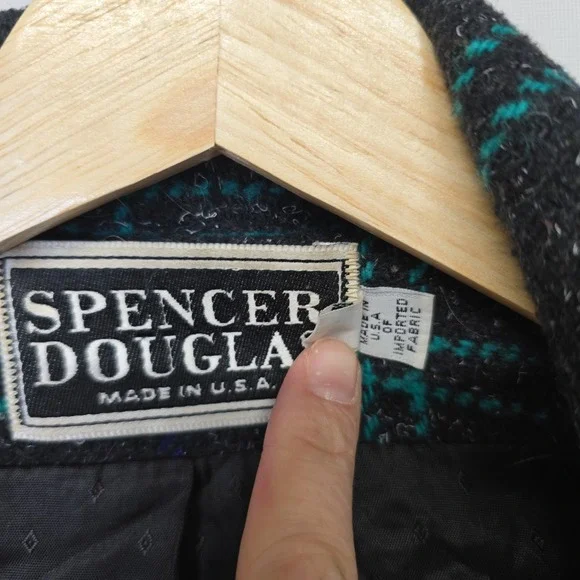 SPENCER
DOUGLA
MADE IN U.S.A.
MADE IN
U.S.A
OF
IMPORTED
FABRIC